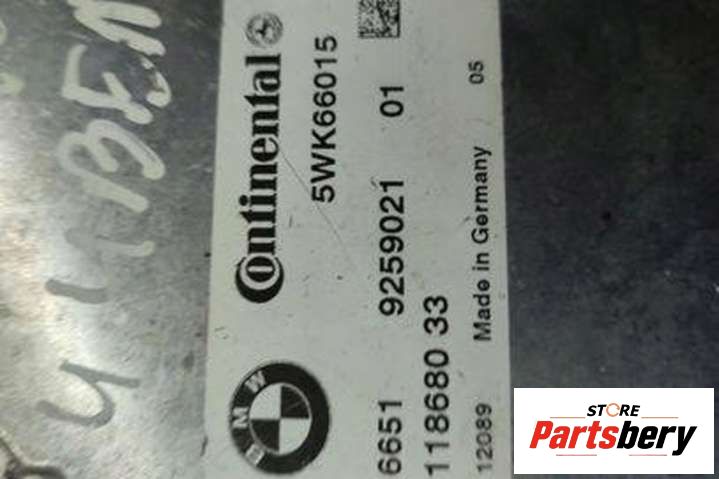 Continental
5WK66015
BMW
6651 9259021 01
118680 33
12089 Made in Germany 05
STORE
Partsbery